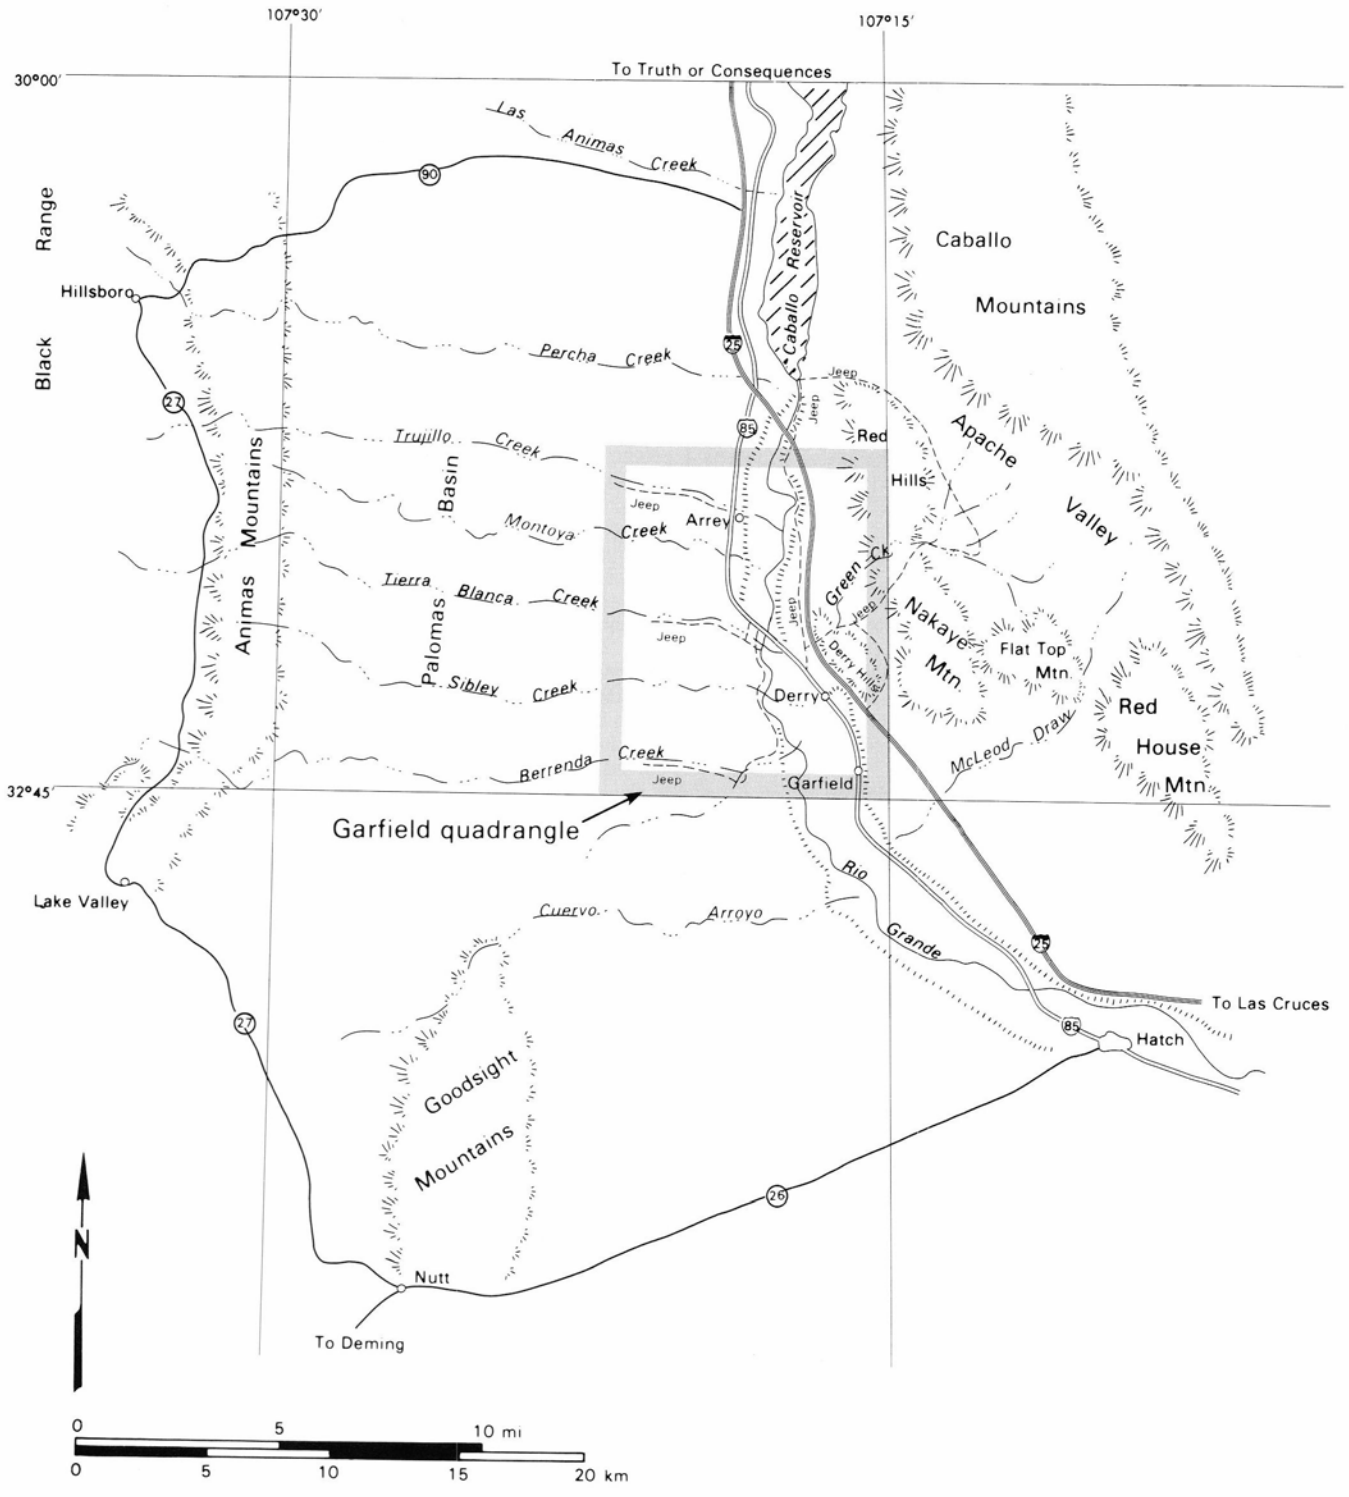 107°30′
107°15′
30°00′
To Truth or Consequences
Las Animas Creek
90
Black Range
Caballo Reservoir
Caballo
Mountains
Hillsboro
25
Percha Creek
Jeep
Jeep
27
85
Trujillo Creek
Red
Hills
Apache
Valley
Animas Mountains
Palomas Basin
Jeep
Arrey
Montoya Creek
Green Ck
Tierra Blanca Creek
Jeep
Jeep
Jeep
Nakaye
Mtn.
Flat Top
Mtn.
Derry Hills
Sibley Creek
Derry
Red
House
Mtn.
McLeod Draw
Berrenda Creek
Jeep
Garfield
32°45′
Garfield quadrangle
Rio
Grande
Lake Valley
Cuervo Arroyo
25
To Las Cruces
27
85
Hatch
Goodsight
Mountains
26
N
Nutt
To Deming
0 5 10 mi
0 5 10 15 20 km